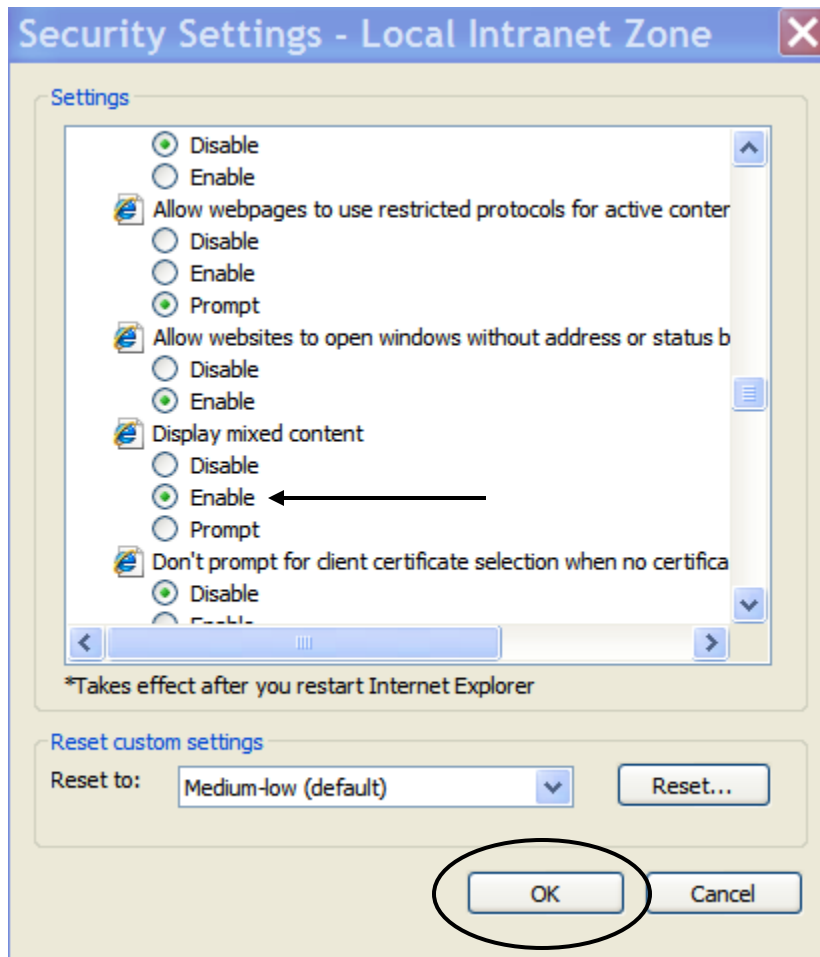 Security Settings - Local Intranet Zone
Settings
Disable
Enable
Allow webpages to use restricted protocols for active conter
Disable
Enable
Prompt
Allow websites to open windows without address or status b
Disable
Enable
Display mixed content
Disable
Enable
Prompt
Don't prompt for client certificate selection when no certifica
Disable
Enable
*Takes effect after you restart Internet Explorer
Reset custom settings
Reset to: Medium-low (default) Reset...
OK Cancel